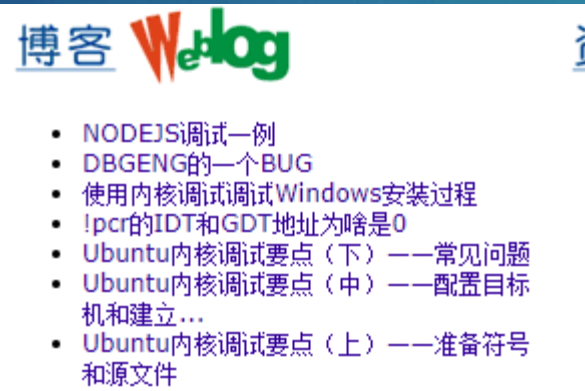 博客 Weblog
NODEJS调试一例
DBGENG的一个BUG
使用内核调试调试Windows安装过程
!pcr的IDT和GDT地址为啥是0
Ubuntu内核调试要点（下）——常见问题
Ubuntu内核调试要点（中）——配置目标
机和建立...
Ubuntu内核调试要点（上）——准备符号
和源文件